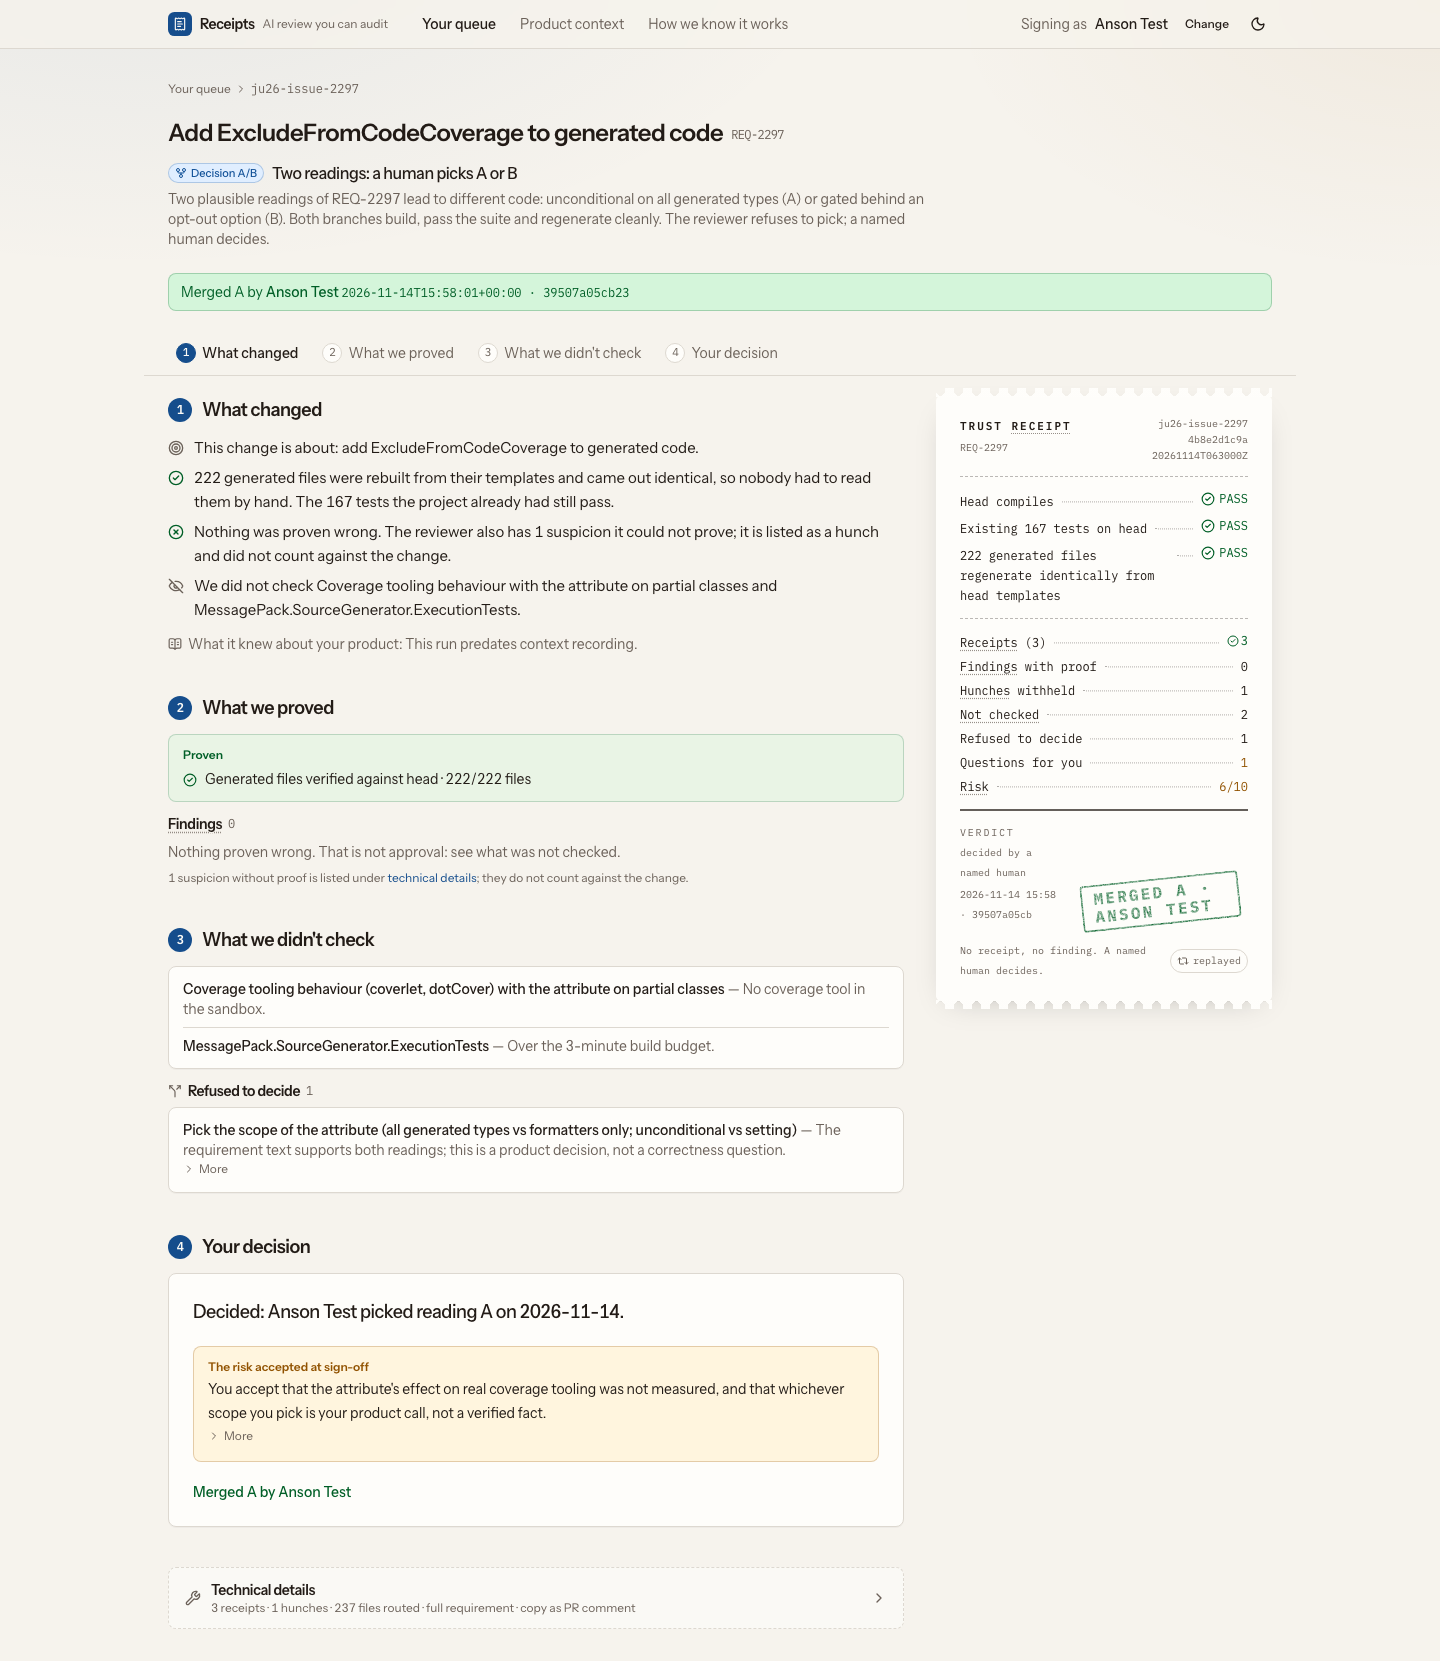 Receipts AI review you can audit Your queue Product context How we know it works Signing as Anson Test Change
Your queue > ju26-issue-2297
Add ExcludeFromCodeCoverage to generated code REQ-2297
Decision A/B Two readings: a human picks A or B
Two plausible readings of REQ-2297 lead to different code: unconditional on all generated types (A) or gated behind an
opt-out option (B). Both branches build, pass the suite and regenerate cleanly. The reviewer refuses to pick; a named
human decides.
Merged A by Anson Test 2026-11-14T15:58:01+00:00 · 39507a05cb23
1 What changed 2 What we proved 3 What we didn't check 4 Your decision
1 What changed
This change is about: add ExcludeFromCodeCoverage to generated code.
222 generated files were rebuilt from their templates and came out identical, so nobody had to read
them by hand. The 167 tests the project already had still pass.
Nothing was proven wrong. The reviewer also has 1 suspicion it could not prove; it is listed as a hunch
and did not count against the change.
We did not check Coverage tooling behaviour with the attribute on partial classes and
MessagePack.SourceGenerator.ExecutionTests.
What it knew about your product: This run predates context recording.
2 What we proved
Proven
Generated files verified against head · 222/222 files
Findings 0
Nothing proven wrong. That is not approval: see what was not checked.
1 suspicion without proof is listed under technical details; they do not count against the change.
3 What we didn't check
Coverage tooling behaviour (coverlet, dotCover) with the attribute on partial classes — No coverage tool in
the sandbox.
MessagePack.SourceGenerator.ExecutionTests — Over the 3-minute build budget.
Refused to decide 1
Pick the scope of the attribute (all generated types vs formatters only; unconditional vs setting) — The
requirement text supports both readings; this is a product decision, not a correctness question.
> More
4 Your decision
Decided: Anson Test picked reading A on 2026-11-14.
The risk accepted at sign-off
You accept that the attribute's effect on real coverage tooling was not measured, and that whichever
scope you pick is your product call, not a verified fact.
> More
Merged A by Anson Test
Technical details
3 receipts · 1 hunches · 237 files routed · full requirement · copy as PR comment
TRUST RECEIPT ju26-issue-2297
REQ-2297 4b8e2d1c9a
20261114T063000Z
Head compiles PASS
Existing 167 tests on head PASS
222 generated files PASS
regenerate identically from
head templates
Receipts (3) 3
Findings with proof 0
Hunches withheld 1
Not checked 2
Refused to decide 1
Questions for you 1
Risk 6/10
VERDICT
decided by a
named human
2026-11-14 15:58
· 39507a05cb
MERGED A ·
ANSON TEST
No receipt, no finding. A named
human decides.
replayed